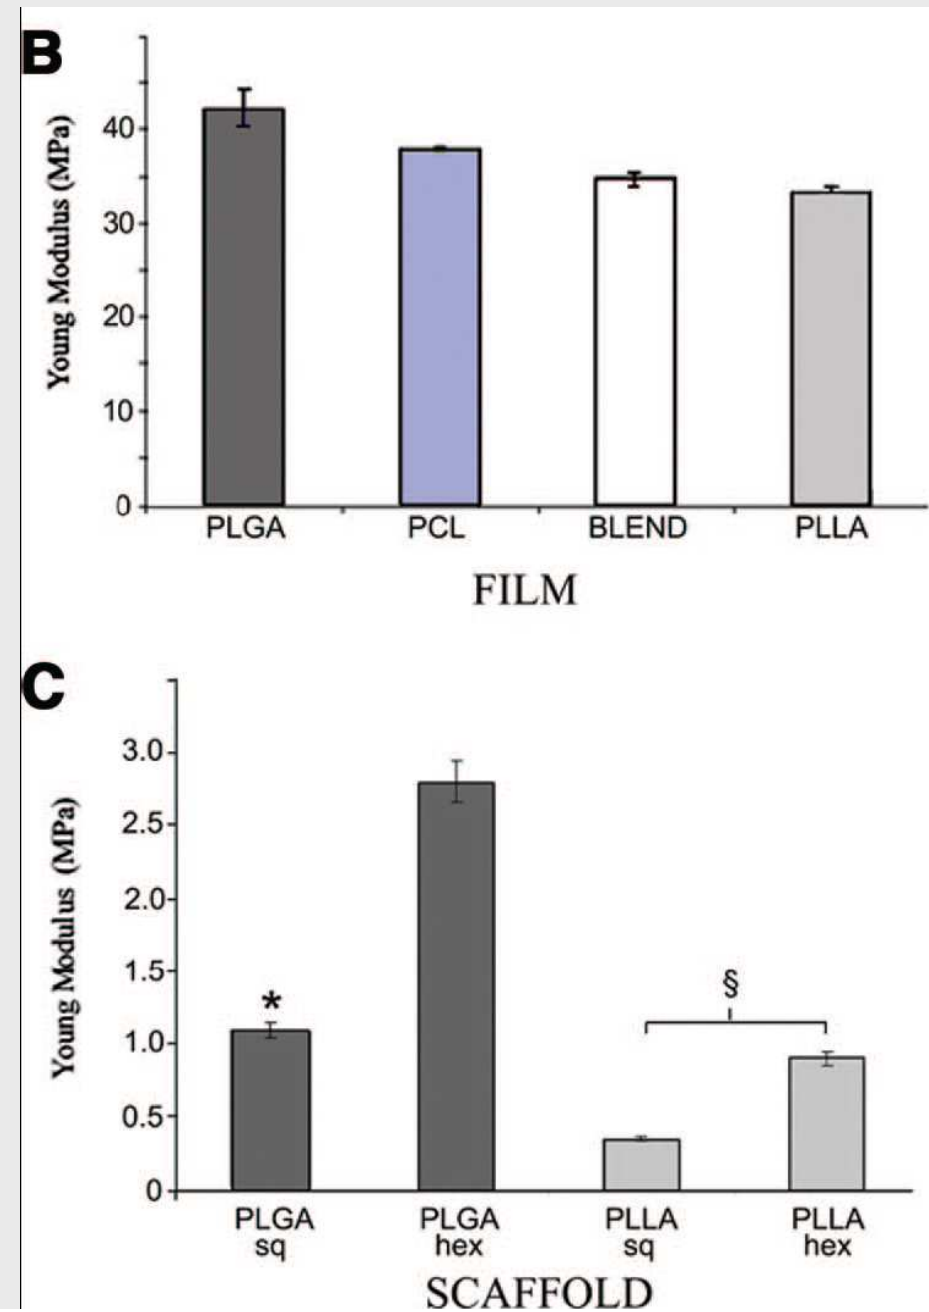 B
Young Modulus (MPa)
40
30
20
10
0
PLGA PCL BLEND PLLA
FILM
C
Young Modulus (MPa)
3.0
2.5
2.0
1.5
1.0
0.5
0
*
§
PLGA PLGA PLLA PLLA
sq hex sq hex
SCAFFOLD